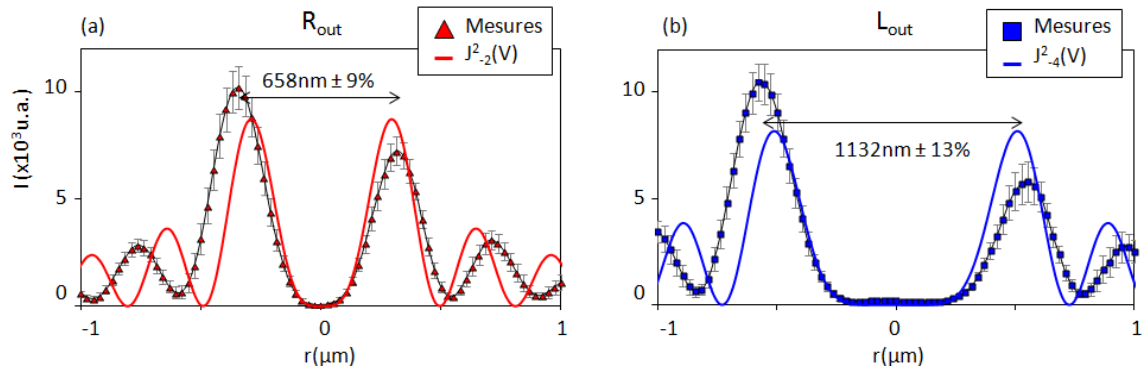 (a)
R_out
Mesures
J²₋₂(V)
658nm ± 9%
I (x10³u.a.)
10
5
0
-1
0
1
r(µm)
(b)
L_out
Mesures
J²₋₄(V)
1132nm ± 13%
10
5
0
-1
0
1
r(µm)